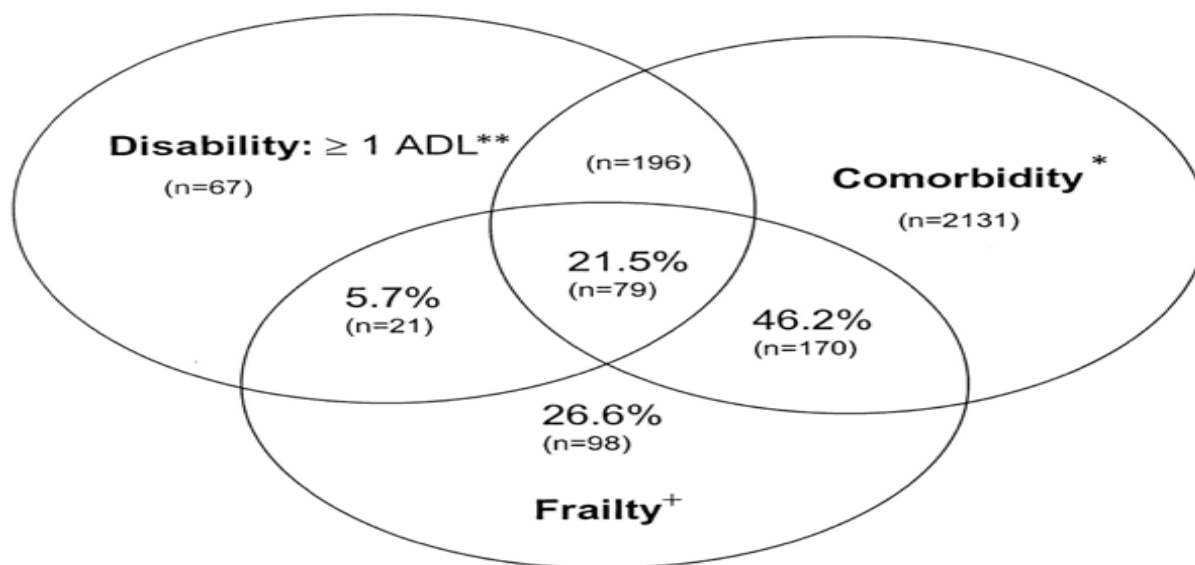 Disability: ≥ 1 ADL**
(n=67)
(n=196)
Comorbidity *
(n=2131)
21.5%
(n=79)
5.7%
(n=21)
46.2%
(n=170)
26.6%
(n=98)
Frailty+